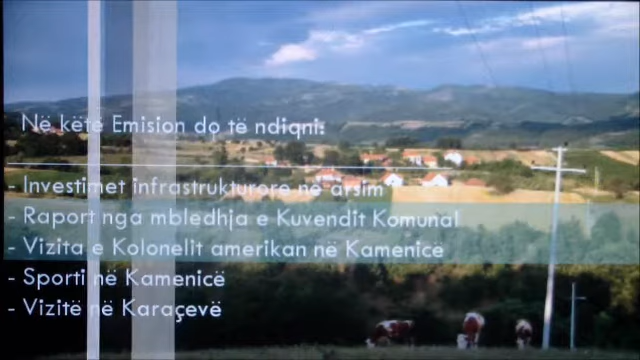 Në këtë Emision do të ndiqni:
- Investimet infrastrukturore në arsim
- Raport nga mbledhja e Kuvendit Komunal
- Vizita e Kolonelit amerikan në Kamenice
- Sporti në Kamenicë
- Vizitë në Karaçevë